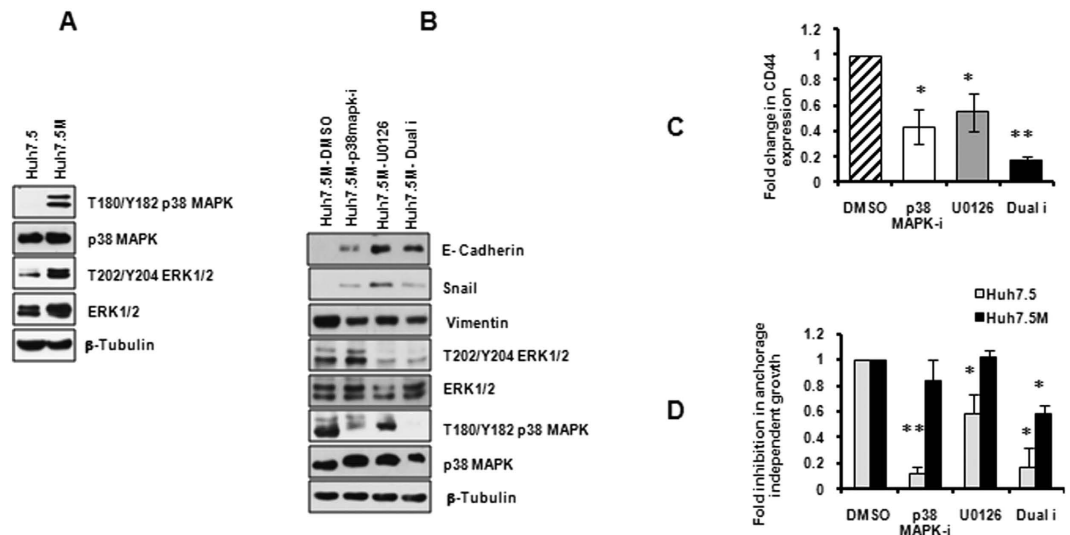 A
Huh7.5
Huh7.5M
T180/Y182 p38 MAPK
p38 MAPK
T202/Y204 ERK1/2
ERK1/2
β-Tubulin
B
Huh7.5M-DMSO
Huh7.5M-p38mapk-i
Huh7.5M-U0126
Huh7.5M- Dual i
E- Cadherin
Snail
Vimentin
T202/Y204 ERK1/2
ERK1/2
T180/Y182 p38 MAPK
p38 MAPK
β-Tubulin
C
Fold change in CD44
expression
1.2
1
0.8
0.6
0.4
0.2
0
*
*
**
DMSO
p38
MAPK-i
U0126
Dual i
D
Huh7.5
Huh7.5M
Fold inhibition in anchorage
independent growth
1.2
1
0.8
0.6
0.4
0.2
0
**
*
*
*
DMSO
p38
MAPK-i
U0126
Dual i